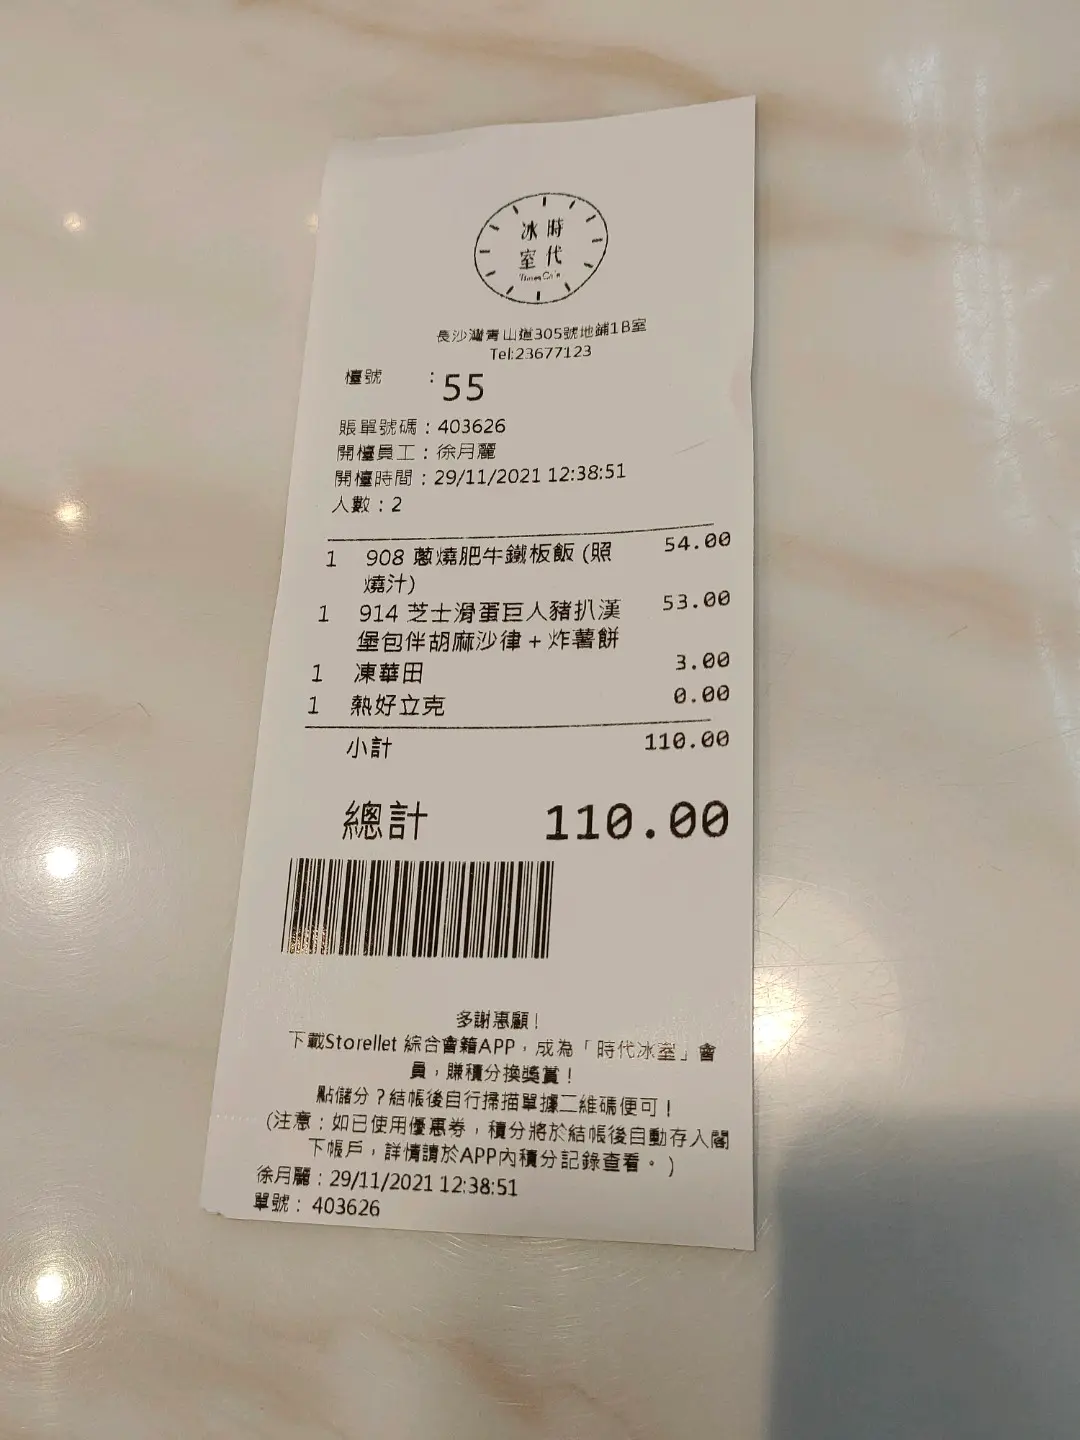 時代
冰室
Times Cafe
長沙灣青山道305號地鋪1B室
Tel:23677123
檯號 : 55
賬單號碼：403626
開檯員工：徐月麗
開檯時間：29/11/2021 12:38:51
人數：2
1 908 蔥燒肥牛鐵板飯 (照 54.00
燒汁)
1 914 芝士滑蛋巨人豬扒漢 53.00
堡包伴胡麻沙律 + 炸薯餅
1 凍華田 3.00
1 熱好立克 0.00
小計 110.00
總計 110.00
多謝惠顧！
下載Storellet 綜合會籍APP，成為「時代冰室」會
員，賺積分換獎賞！
點儲分？結帳後自行掃描單據二維碼便可！
(注意：如已使用優惠券，積分將於結帳後自動存入閣
下帳戶，詳情請於APP內積分記錄查看。)
徐月麗：29/11/2021 12:38:51
單號： 403626